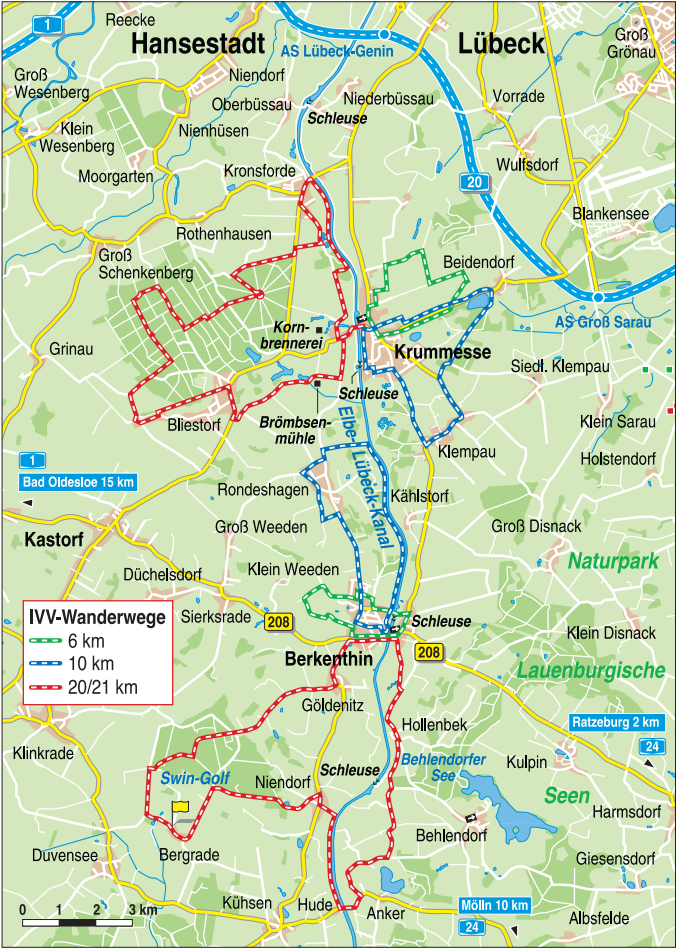 1
Reecke
Hansestadt
Lübeck
AS Lübeck-Genin
Groß
Grönau
Groß
Wesenberg
Niendorf
Oberbüssau
Niederbüssau
Vorrade
Schleuse
Klein
Wesenberg
Nienhüsen
Moorgarten
Kronsforde
Wulfsdorf
20
Blankensee
Rothenhausen
Groß
Schenkenberg
Beidendorf
AS Groß Sarau
Korn-
brennerei
Krummesse
Grinau
Siedl. Klempau
Schleuse
Bliestorf
Brömbsen-
mühle
Klein Sarau
Klempau
Holstendorf
Elbe-Lübeck-Kanal
1
Bad Oldesloe 15 km
Rondeshagen
Kählstorf
Kastorf
Groß Weeden
Groß Disnack
Naturpark
Düchelsdorf
Klein Weeden
IVV-Wanderwege
6 km
10 km
20/21 km
Sierksrade
208
Schleuse
Klein Disnack
Berkenthin
208
Lauenburgische
Göldenitz
Hollenbek
Ratzeburg 2 km
24
Klinkrade
Swin-Golf
Niendorf
Schleuse
Behlendorfer
See
Kulpin
Seen
Harmsdorf
Behlendorf
Duvensee
Bergrade
Giesensdorf
0 1 2 3 km
Kühsen
Hude
Anker
Mölln 10 km
24
Albsfelde